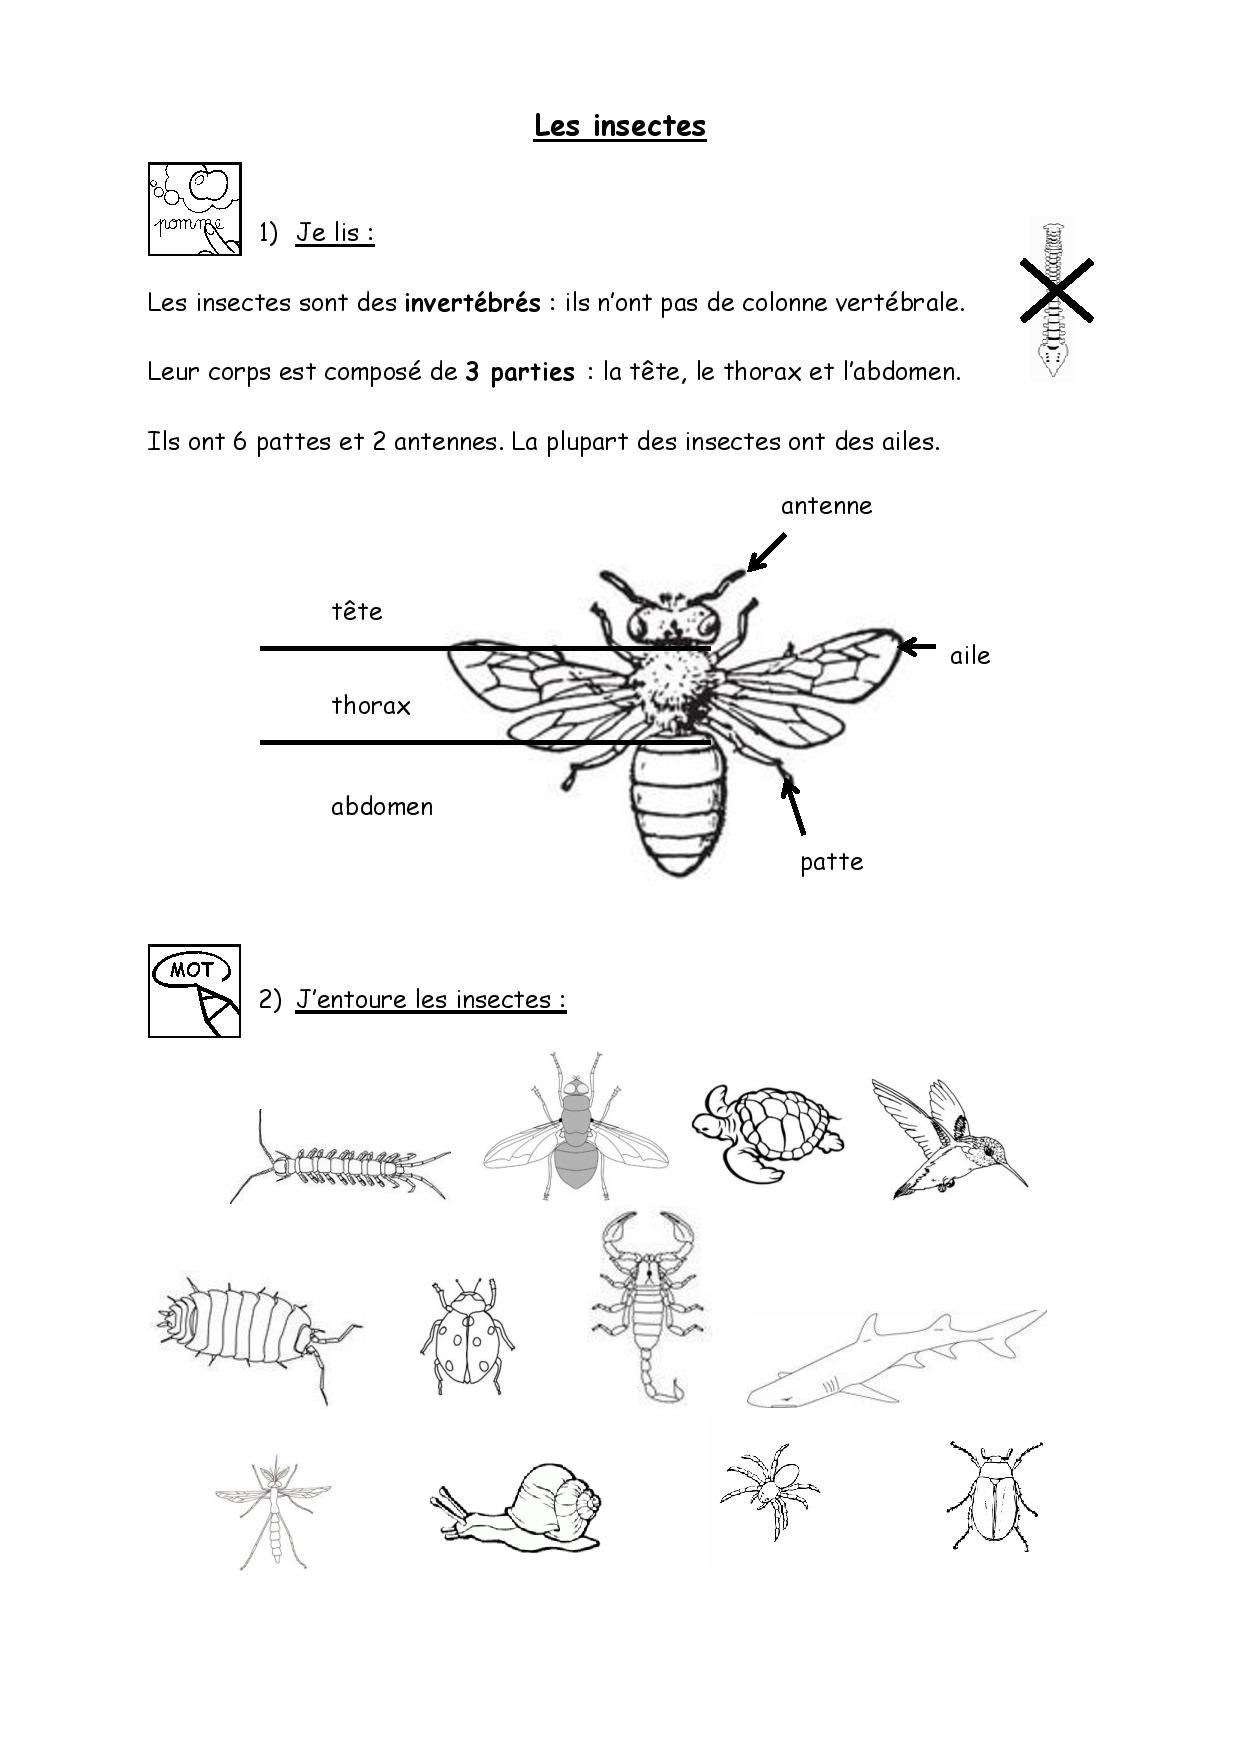 Les insectes
pomme
1) Je lis :
Les insectes sont des invertébrés : ils n’ont pas de colonne vertébrale.
Leur corps est composé de 3 parties : la tête, le thorax et l’abdomen.
Ils ont 6 pattes et 2 antennes. La plupart des insectes ont des ailes.
antenne
tête
aile
thorax
abdomen
patte
MOT
2) J’entoure les insectes :